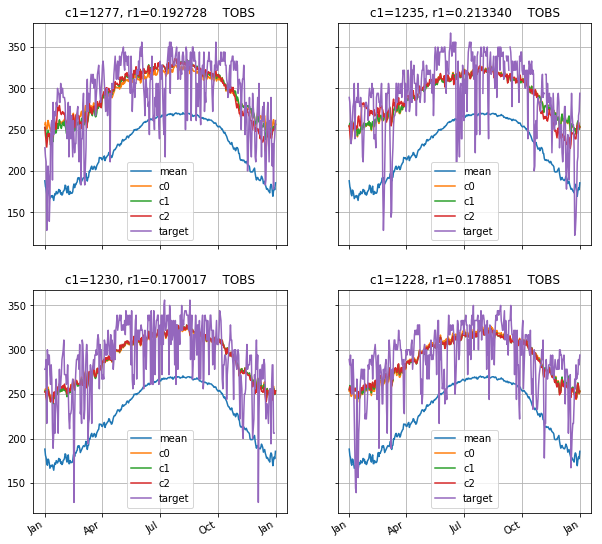 c1=1277, r1=0.192728 TOBS
c1=1235, r1=0.213340 TOBS
350
300
250
200
150
mean
c0
c1
c2
target
mean
c0
c1
c2
target
c1=1230, r1=0.170017 TOBS
c1=1228, r1=0.178851 TOBS
350
300
250
200
150
mean
c0
c1
c2
target
mean
c0
c1
c2
target
Jan
Apr
Jul
Oct
Jan
Jan
Apr
Jul
Oct
Jan